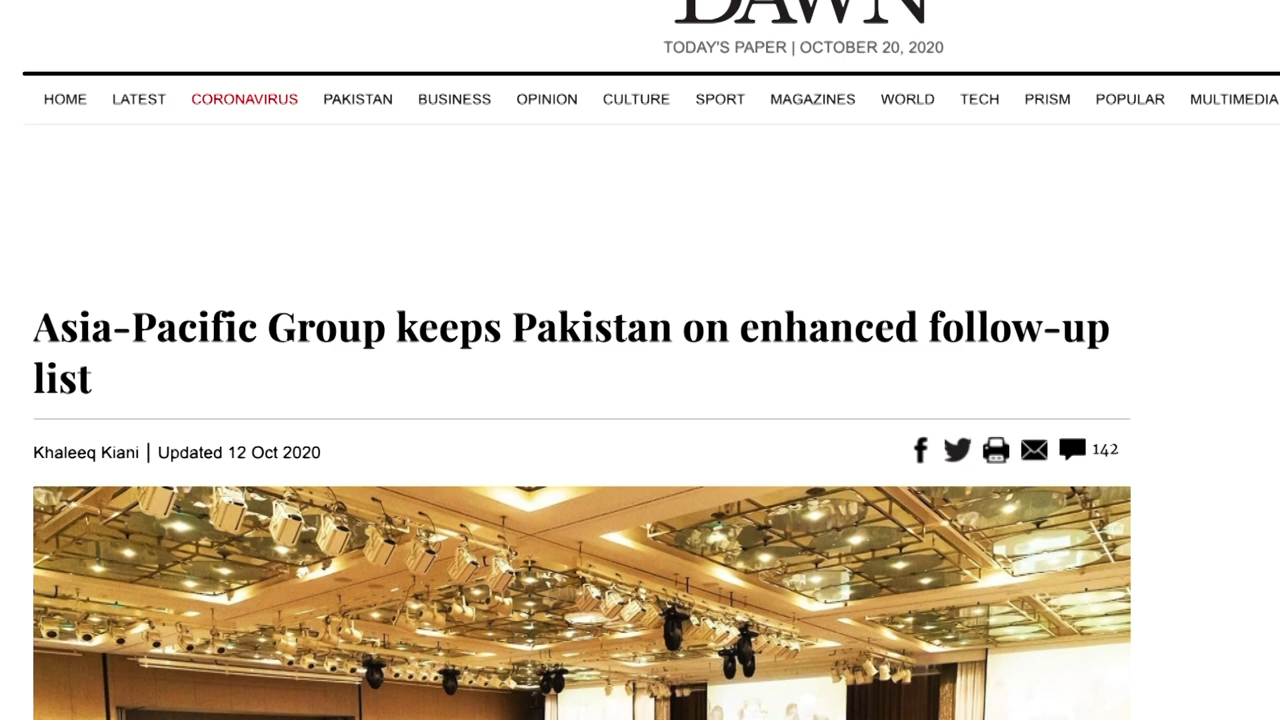 DAWN
TODAY'S PAPER | OCTOBER 20, 2020
HOME LATEST CORONAVIRUS PAKISTAN BUSINESS OPINION CULTURE SPORT MAGAZINES WORLD TECH PRISM POPULAR MULTIMEDIA
Asia-Pacific Group keeps Pakistan on enhanced follow-up
list
Khaleeq Kiani | Updated 12 Oct 2020
142